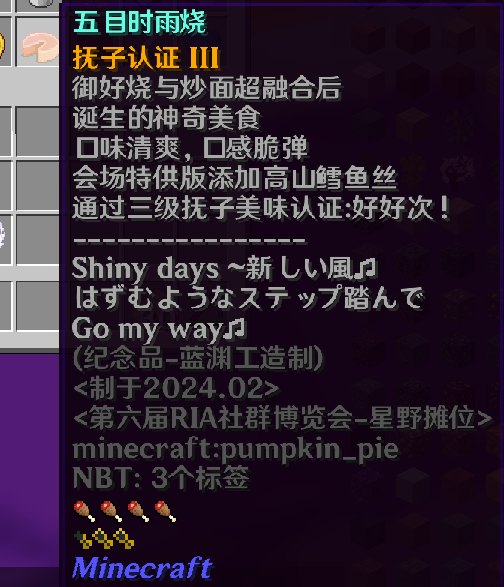 五目时雨烧
抚子认证 III
御好烧与炒面超融合后
诞生的神奇美食
口味清爽, 口感脆弹
会场特供版添加高山鳕鱼丝
通过三级抚子美味认证:好好次!
----------------
Shiny days ~新しい風♫
はずむようなステップ踏んで
Go my way♫
(纪念品-蓝渊工造制)
<制于2024.02>
<第六届RIA社群博览会-星野摊位>
minecraft:pumpkin_pie
NBT: 3个标签
Minecraft